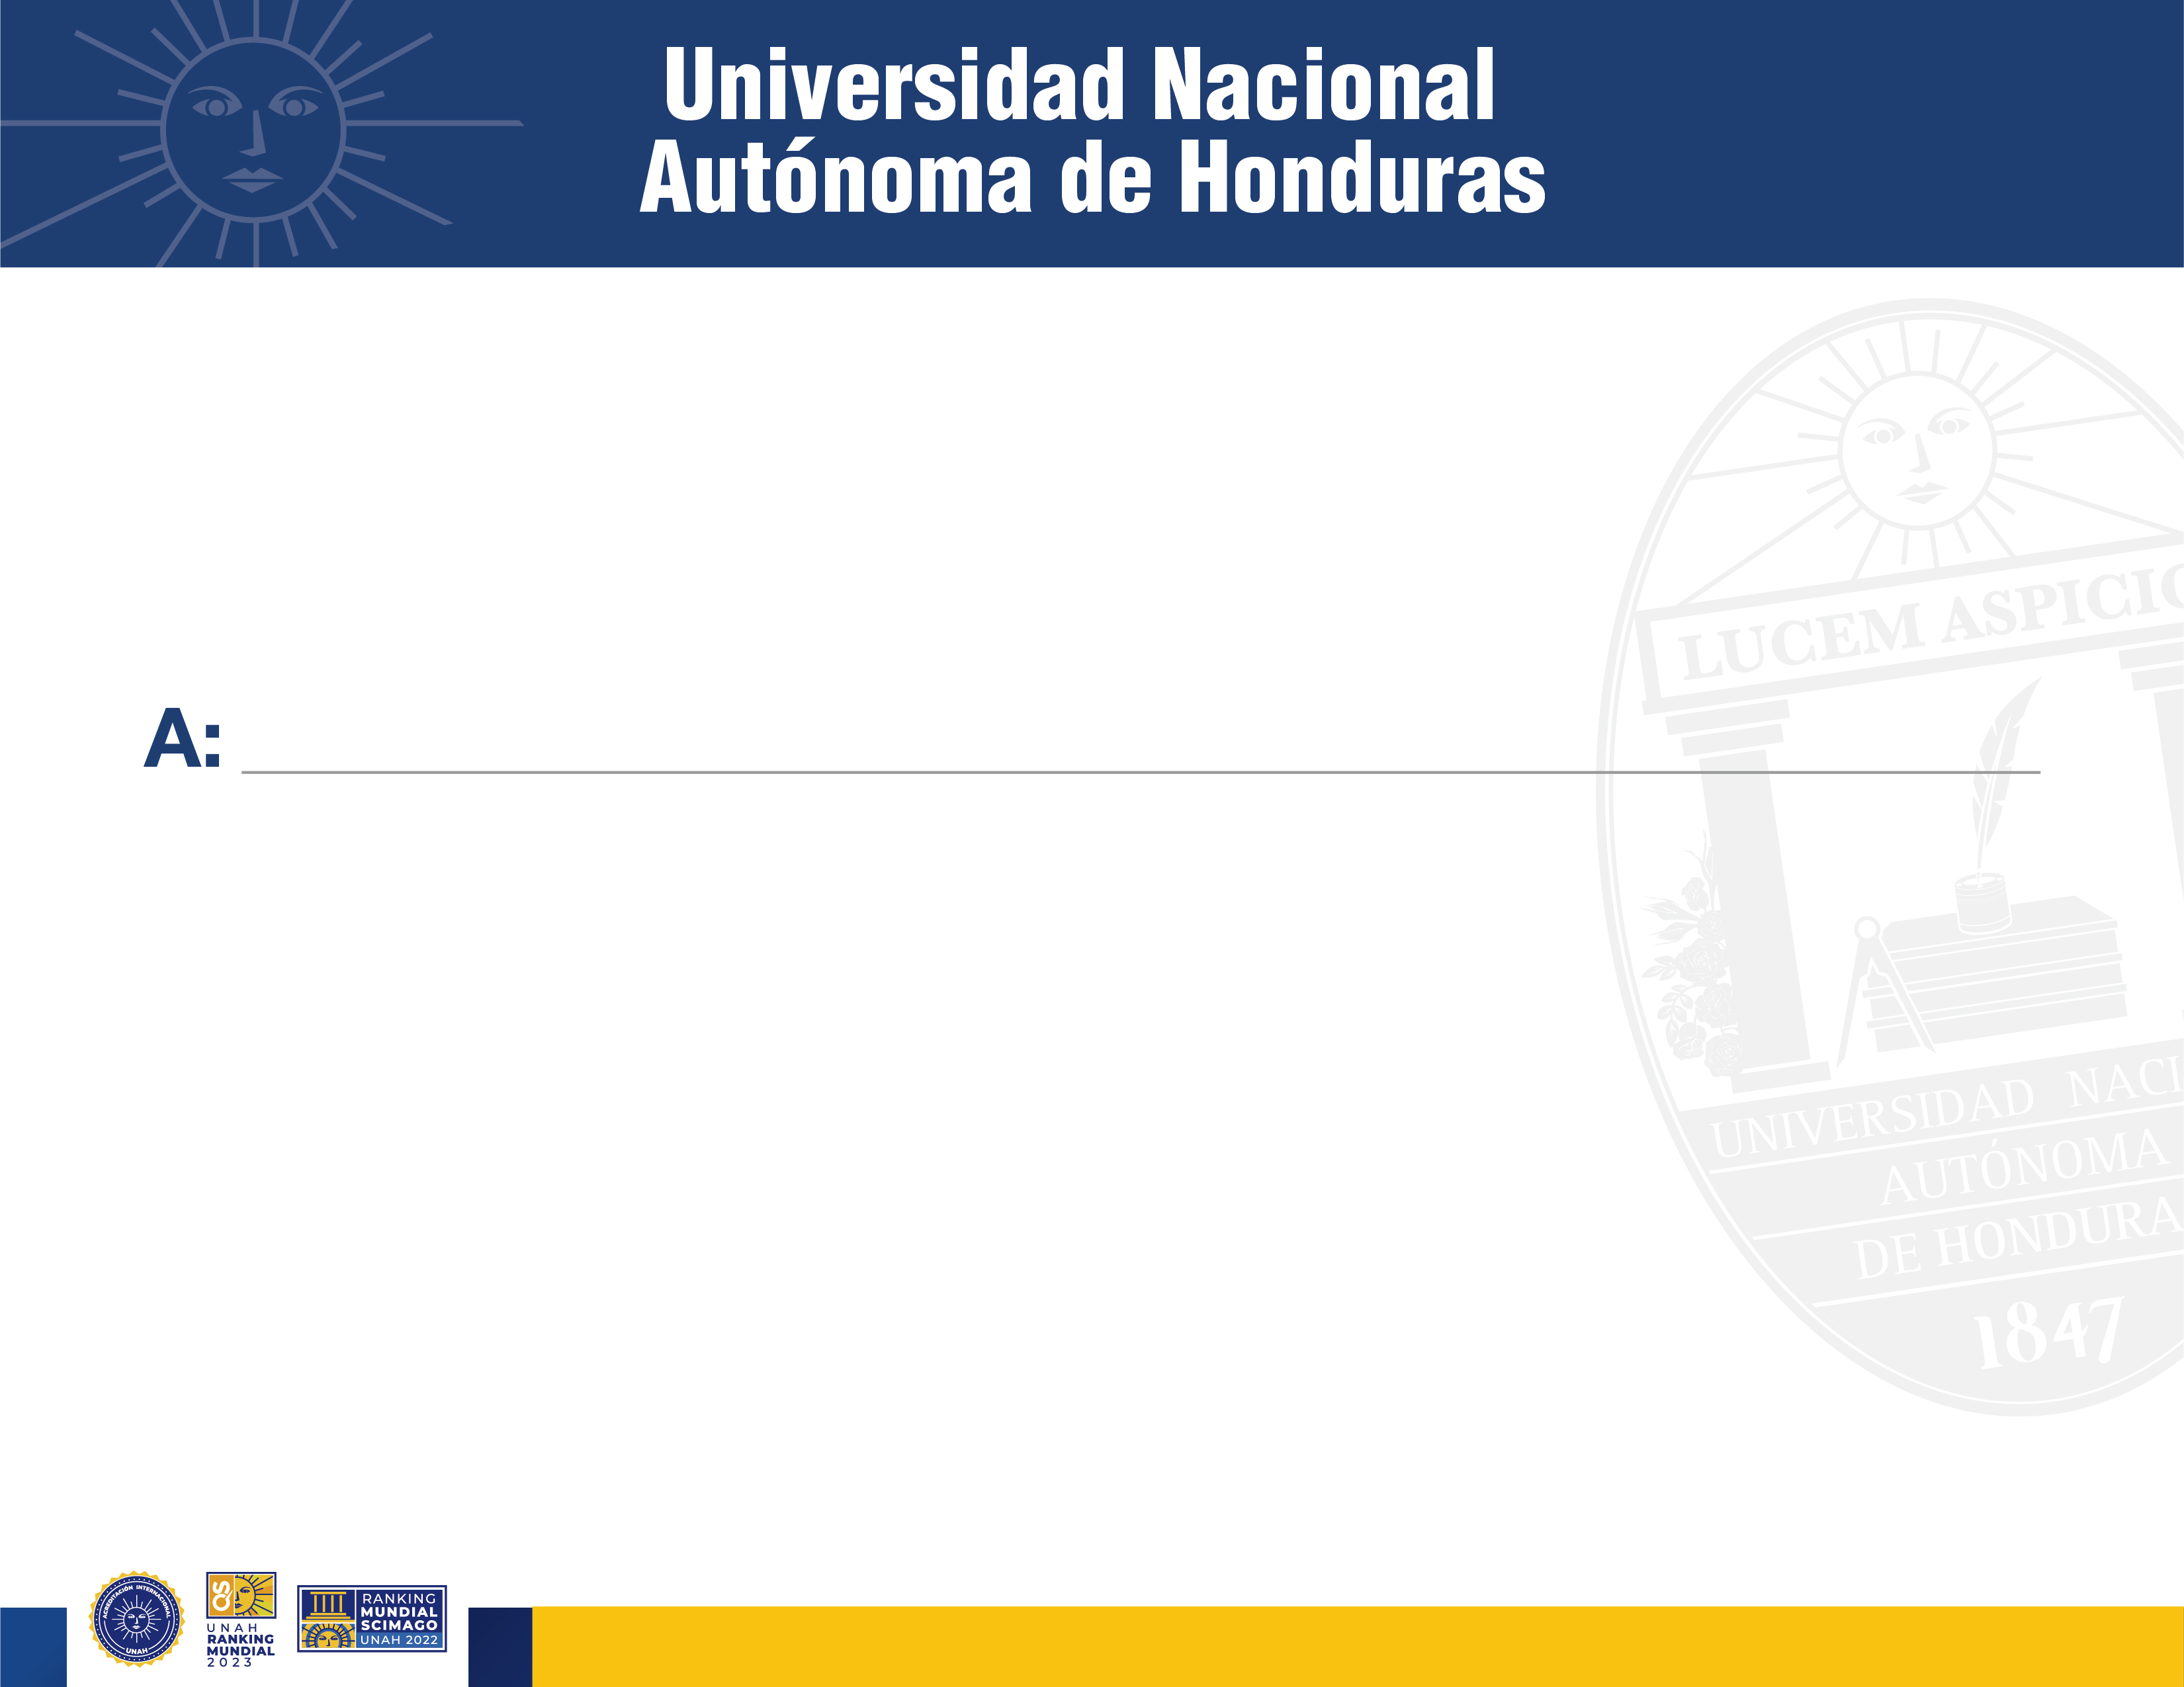 Universidad Nacional
Autónoma de Honduras
LUCEM ASPICIO
A:
UNIVERSIDAD NACI
AUTÓNOMA
DE HONDURA
1847
ACREDITACIÓN INTERNACIONAL
UNAH
QS
UNAH
RANKING
MUNDIAL
2023
RANKING
MUNDIAL
SCIMAGO
UNAH 2022